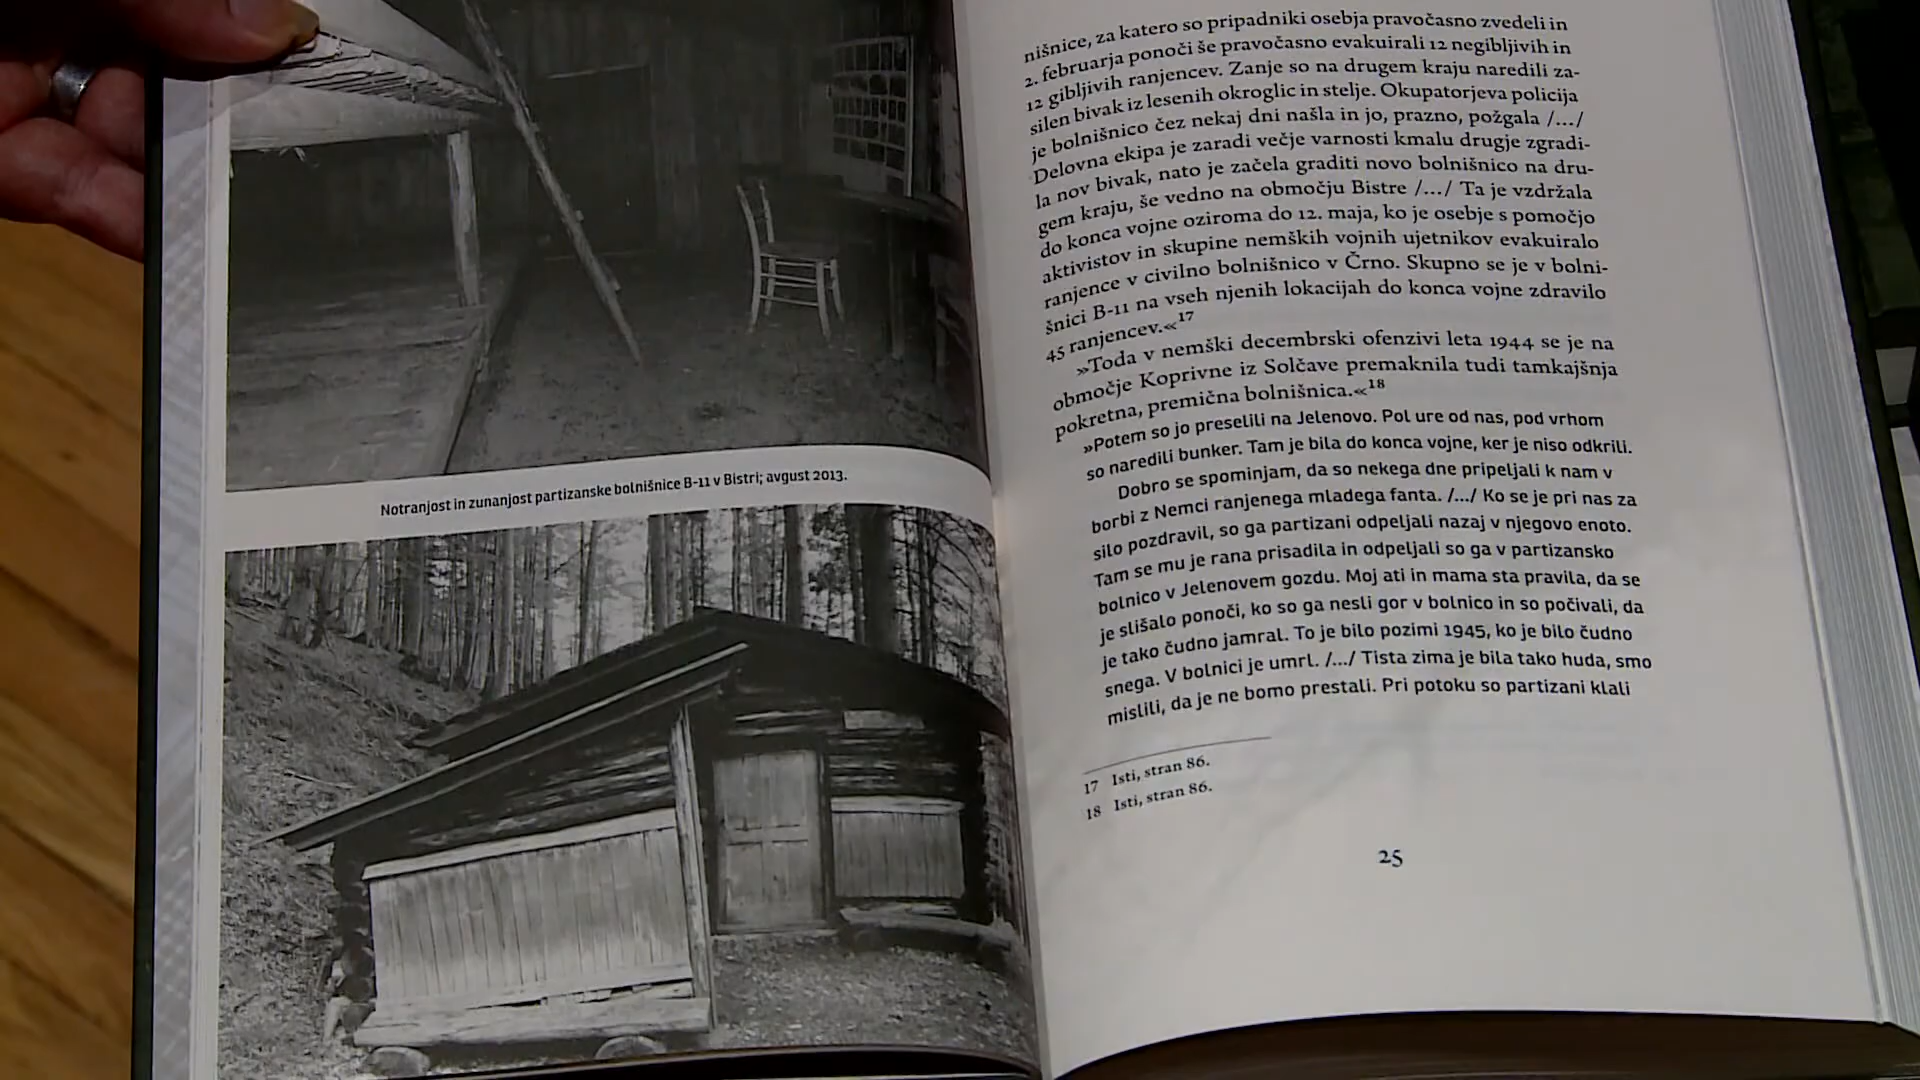 Notranjost in zunanjost partizanske bolnišnice B-11 v Bistri; avgust 2013.
nišnice, za katero so pripadniki osebja pravočasno zvedeli in
2. februarja ponoči še pravočasno evakuirali 12 negibljivih in
12 gibljivih ranjencev. Zanje so na drugem kraju naredili za-
silen bivak iz lesenih okroglic in stelje. Okupatorjeva policija
je bolnišnico čez nekaj dni našla in jo, prazno, požgala /.../
Delovna ekipa je zaradi večje varnosti kmalu drugje zgradi-
la nov bivak, nato je začela graditi novo bolnišnico na dru-
gem kraju, še vedno na območju Bistre /.../ Ta je vzdržala
do konca vojne oziroma do 12. maja, ko je osebje s pomočjo
aktivistov in skupine nemških vojnih ujetnikov evakuiralo
ranjence v civilno bolnišnico v Črno. Skupno se je v bolni-
šnici B-11 na vseh njenih lokacijah do konca vojne zdravilo
45 ranjencev.«17
»Toda v nemški decembrski ofenzivi leta 1944 se je na
območje Koprivne iz Solčave premaknila tudi tamkajšnja
pokretna, premična bolnišnica.«18
»Potem so jo preselili na Jelenovo. Pol ure od nas, pod vrhom
so naredili bunker. Tam je bila do konca vojne, ker je niso odkrili.
Dobro se spominjam, da so nekega dne pripeljali k nam v
borbi z Nemci ranjenega mladega fanta. /.../ Ko se je pri nas za
silo pozdravil, so ga partizani odpeljali nazaj v njegovo enoto.
Tam se mu je rana prisadila in odpeljali so ga v partizansko
bolnico v Jelenovem gozdu. Moj ati in mama sta pravila, da se
je slišalo ponoči, ko so ga nesli gor v bolnico in so počivali, da
je tako čudno jamral. To je bilo pozimi 1945, ko je bilo čudno
snega. V bolnici je umrl. /.../ Tista zima je bila tako huda, smo
mislili, da je ne bomo prestali. Pri potoku so partizani klali
17 Isti, stran 86.
18 Isti, stran 86.
25